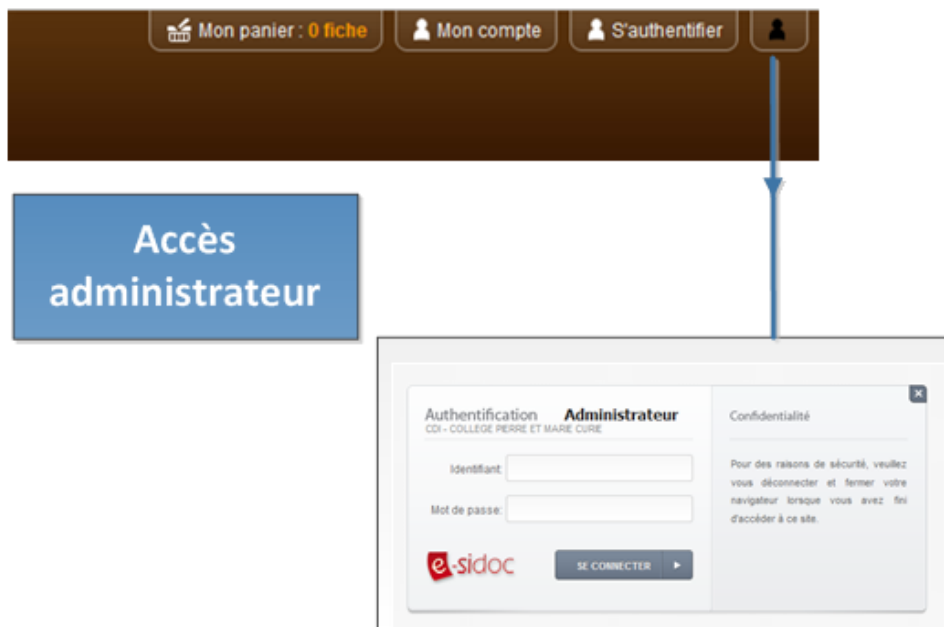 Mon panier : 0 fiche Mon compte S'authentifier
Accès
administrateur
Authentification Administrateur
CDI - COLLEGE PIERRE ET MARIE CURIE
Identifiant:
Mot de passe:
e-sidoc
SE CONNECTER
Confidentialité
Pour des raisons de sécurité, veuillez
vous déconnecter et fermer votre
navigateur lorsque vous avez fini
d'accéder à ce site.